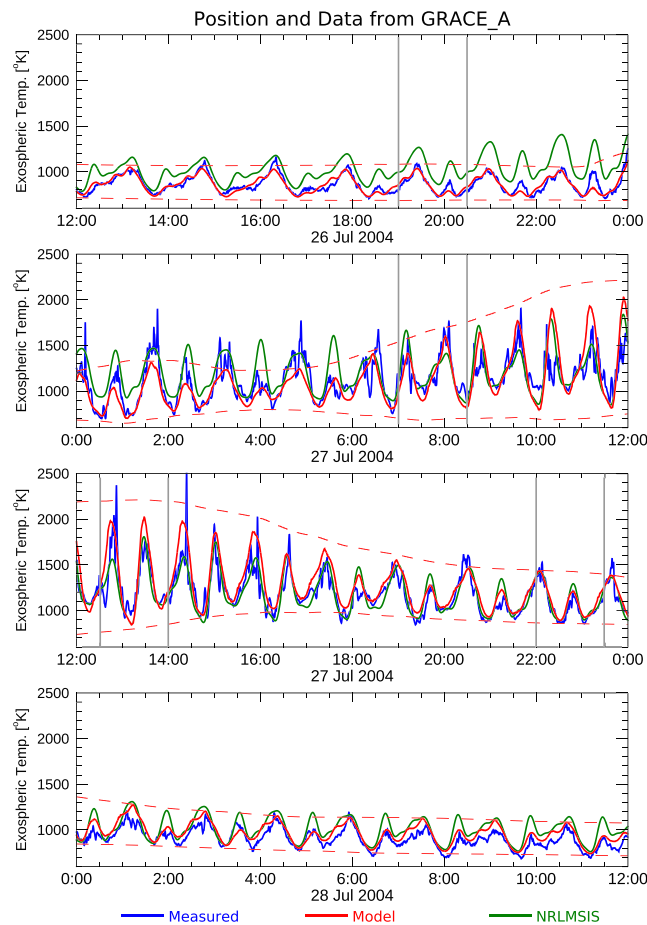 Position and Data from GRACE_A
2500
2000
1500
1000
Exospheric Temp. [°K]
12:00 14:00 16:00 18:00 20:00 22:00 0:00
26 Jul 2004
2500
2000
1500
1000
Exospheric Temp. [°K]
0:00 2:00 4:00 6:00 8:00 10:00 12:00
27 Jul 2004
2500
2000
1500
1000
Exospheric Temp. [°K]
12:00 14:00 16:00 18:00 20:00 22:00 0:00
27 Jul 2004
2500
2000
1500
1000
Exospheric Temp. [°K]
0:00 2:00 4:00 6:00 8:00 10:00 12:00
28 Jul 2004
Measured Model NRLMSIS